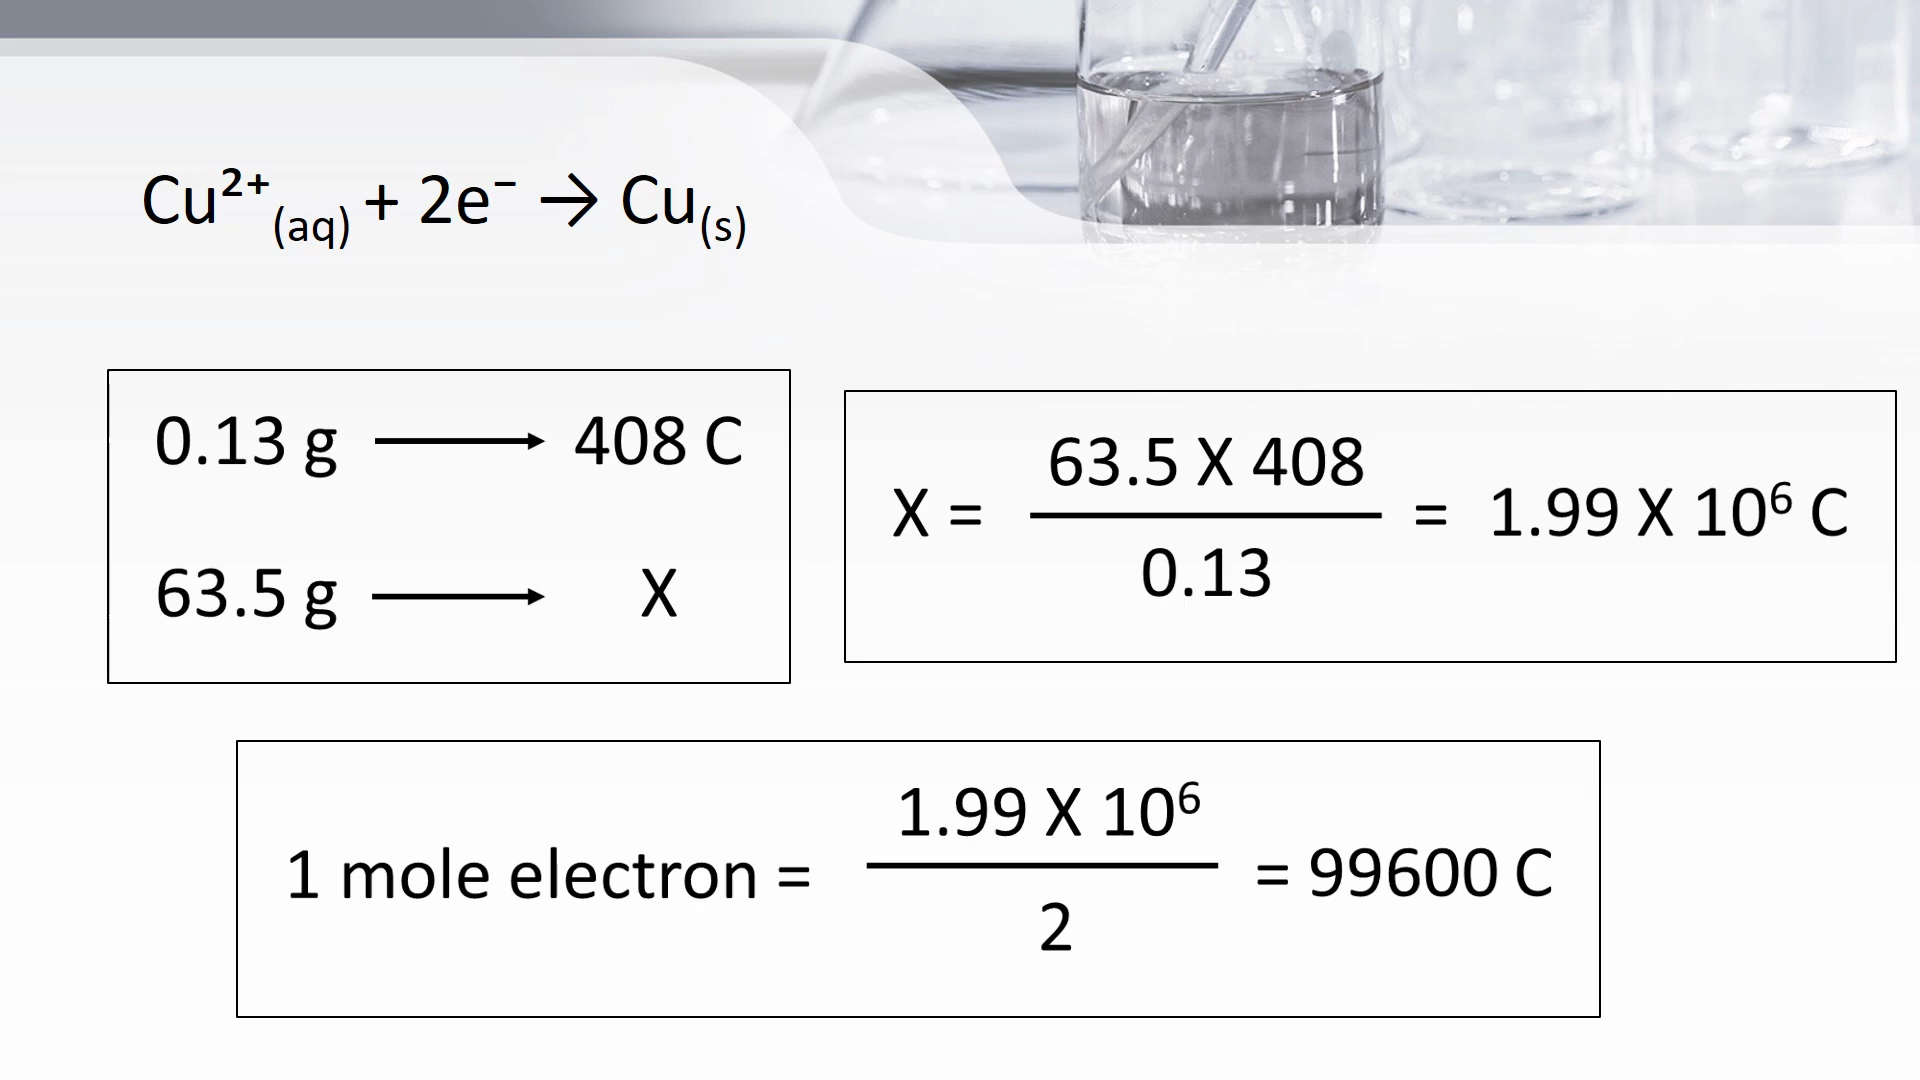 Cu²⁺(aq) + 2e⁻ → Cu(s)
0.13 g → 408 C
63.5 g → X
X = 63.5 X 408 / 0.13 = 1.99 X 10⁶ C
1 mole electron = 1.99 X 10⁶ / 2 = 99600 C